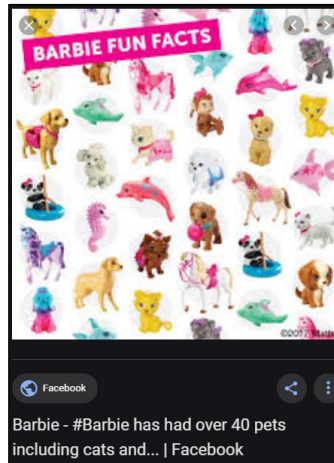 BARBIE FUN FACTS
©2017 Mattel
Facebook
Barbie - #Barbie has had over 40 pets
including cats and... | Facebook